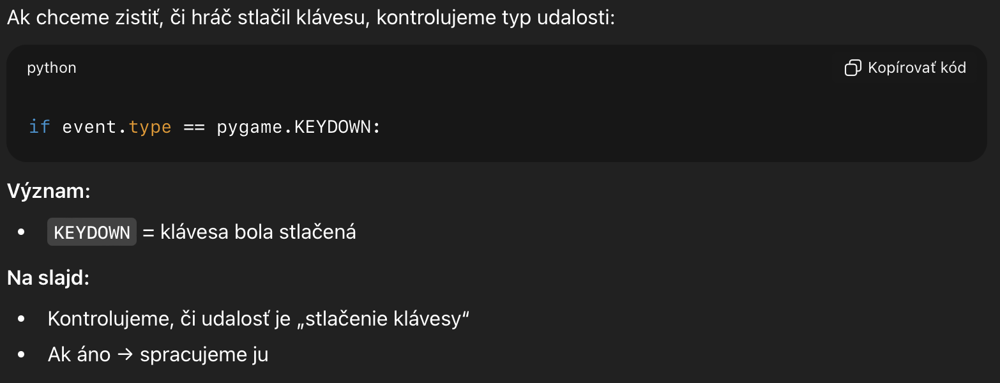 Ak chceme zistiť, či hráč stlačil klávesu, kontrolujeme typ udalosti:
python
Kopírovať kód
if event.type == pygame.KEYDOWN:
Význam:
• KEYDOWN = klávesa bola stlačená
Na slajd:
• Kontrolujeme, či udalosť je „stlačenie klávesy“
• Ak áno → spracujeme ju